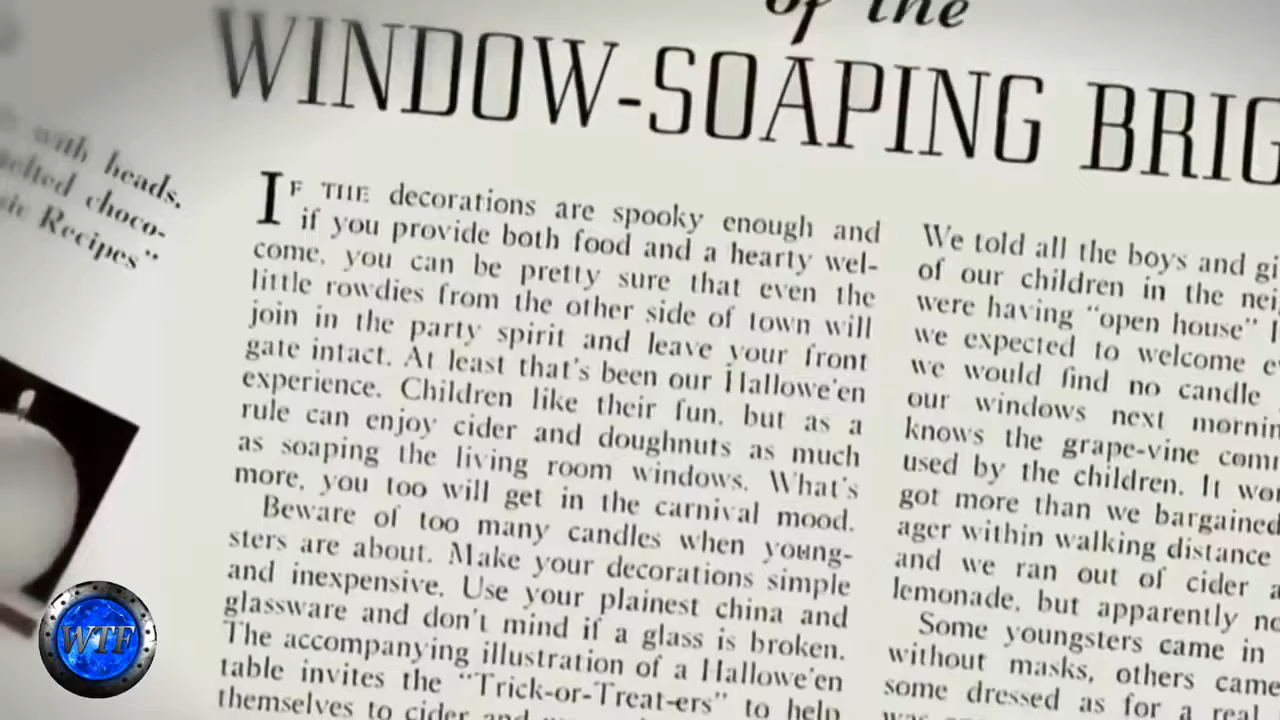 of the
WINDOW-SOAPING BRIG
with heads,
melted choco-
sic Recipes"
IF THE decorations are spooky enough and
if you provide both food and a hearty wel-
come, you can be pretty sure that even the
little rowdies from the other side of town will
join in the party spirit and leave your front
gate intact. At least that's been our Hallowe'en
experience. Children like their fun, but as a
rule can enjoy cider and doughnuts as much
as soaping the living room windows. What's
more, you too will get in the carnival mood.
Beware of too many candles when young-
sters are about. Make your decorations simple
and inexpensive. Use your plainest china and
glassware and don't mind if a glass is broken.
The accompanying illustration of a Hallowe'en
table invites the "Trick-or-Treat-ers" to help
themselves to cider and
We told all the boys and gi
of our children in the nei
were having "open house"
we expected to welcome e
we would find no candle
our windows next mornin
knows the grape-vine com
used by the children. It wo
got more than we bargained
ager within walking distance
and we ran out of cider a
lemonade, but apparently no
Some youngsters came in
without masks, others came
some dressed as for a real
WTF